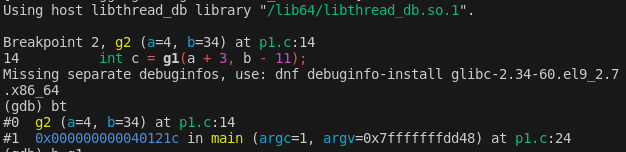 Using host libthread_db library "/lib64/libthread_db.so.1".
Breakpoint 2, g2 (a=4, b=34) at p1.c:14
14          int c = g1(a + 3, b - 11);
Missing separate debuginfos, use: dnf debuginfo-install glibc-2.34-60.el9_2.7
.x86_64
(gdb) bt
#0  g2 (a=4, b=34) at p1.c:14
#1  0x000000000040121c in main (argc=1, argv=0x7fffffffdd48) at p1.c:24
(gdb) b g1